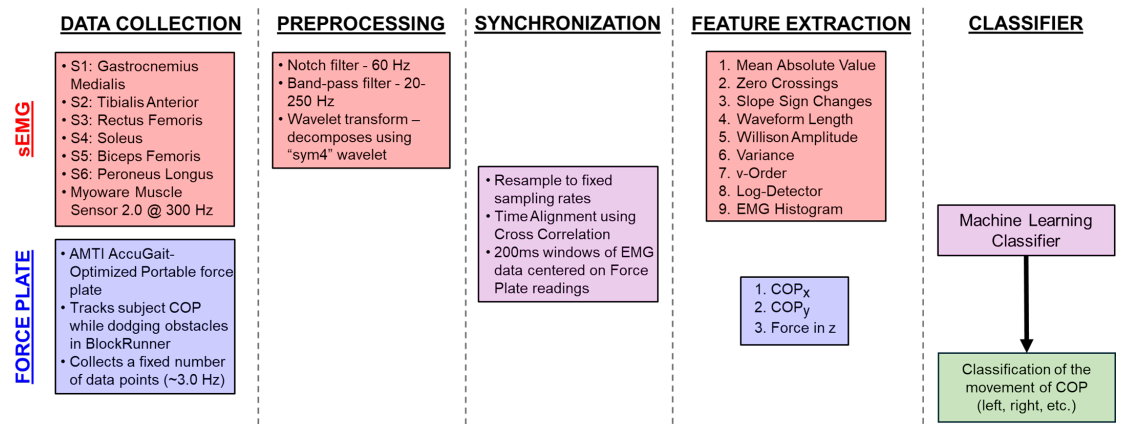 DATA COLLECTION
PREPROCESSING
SYNCHRONIZATION
FEATURE EXTRACTION
CLASSIFIER
sEMG
• S1: Gastrocnemius
Medialis
• S2: Tibialis Anterior
• S3: Rectus Femoris
• S4: Soleus
• S5: Biceps Femoris
• S6: Peroneus Longus
• Myoware Muscle
Sensor 2.0 @ 300 Hz
• Notch filter - 60 Hz
• Band-pass filter - 20-
250 Hz
• Wavelet transform –
decomposes using
“sym4” wavelet
• Resample to fixed
sampling rates
• Time Alignment using
Cross Correlation
• 200ms windows of EMG
data centered on Force
Plate readings
1. Mean Absolute Value
2. Zero Crossings
3. Slope Sign Changes
4. Waveform Length
5. Willison Amplitude
6. Variance
7. v-Order
8. Log-Detector
9. EMG Histogram
Machine Learning
Classifier
FORCE PLATE
• AMTI AccuGait-
Optimized Portable force
plate
• Tracks subject COP
while dodging obstacles
in BlockRunner
• Collects a fixed number
of data points (~3.0 Hz)
1. COPx
2. COPy
3. Force in z
Classification of the
movement of COP
(left, right, etc.)